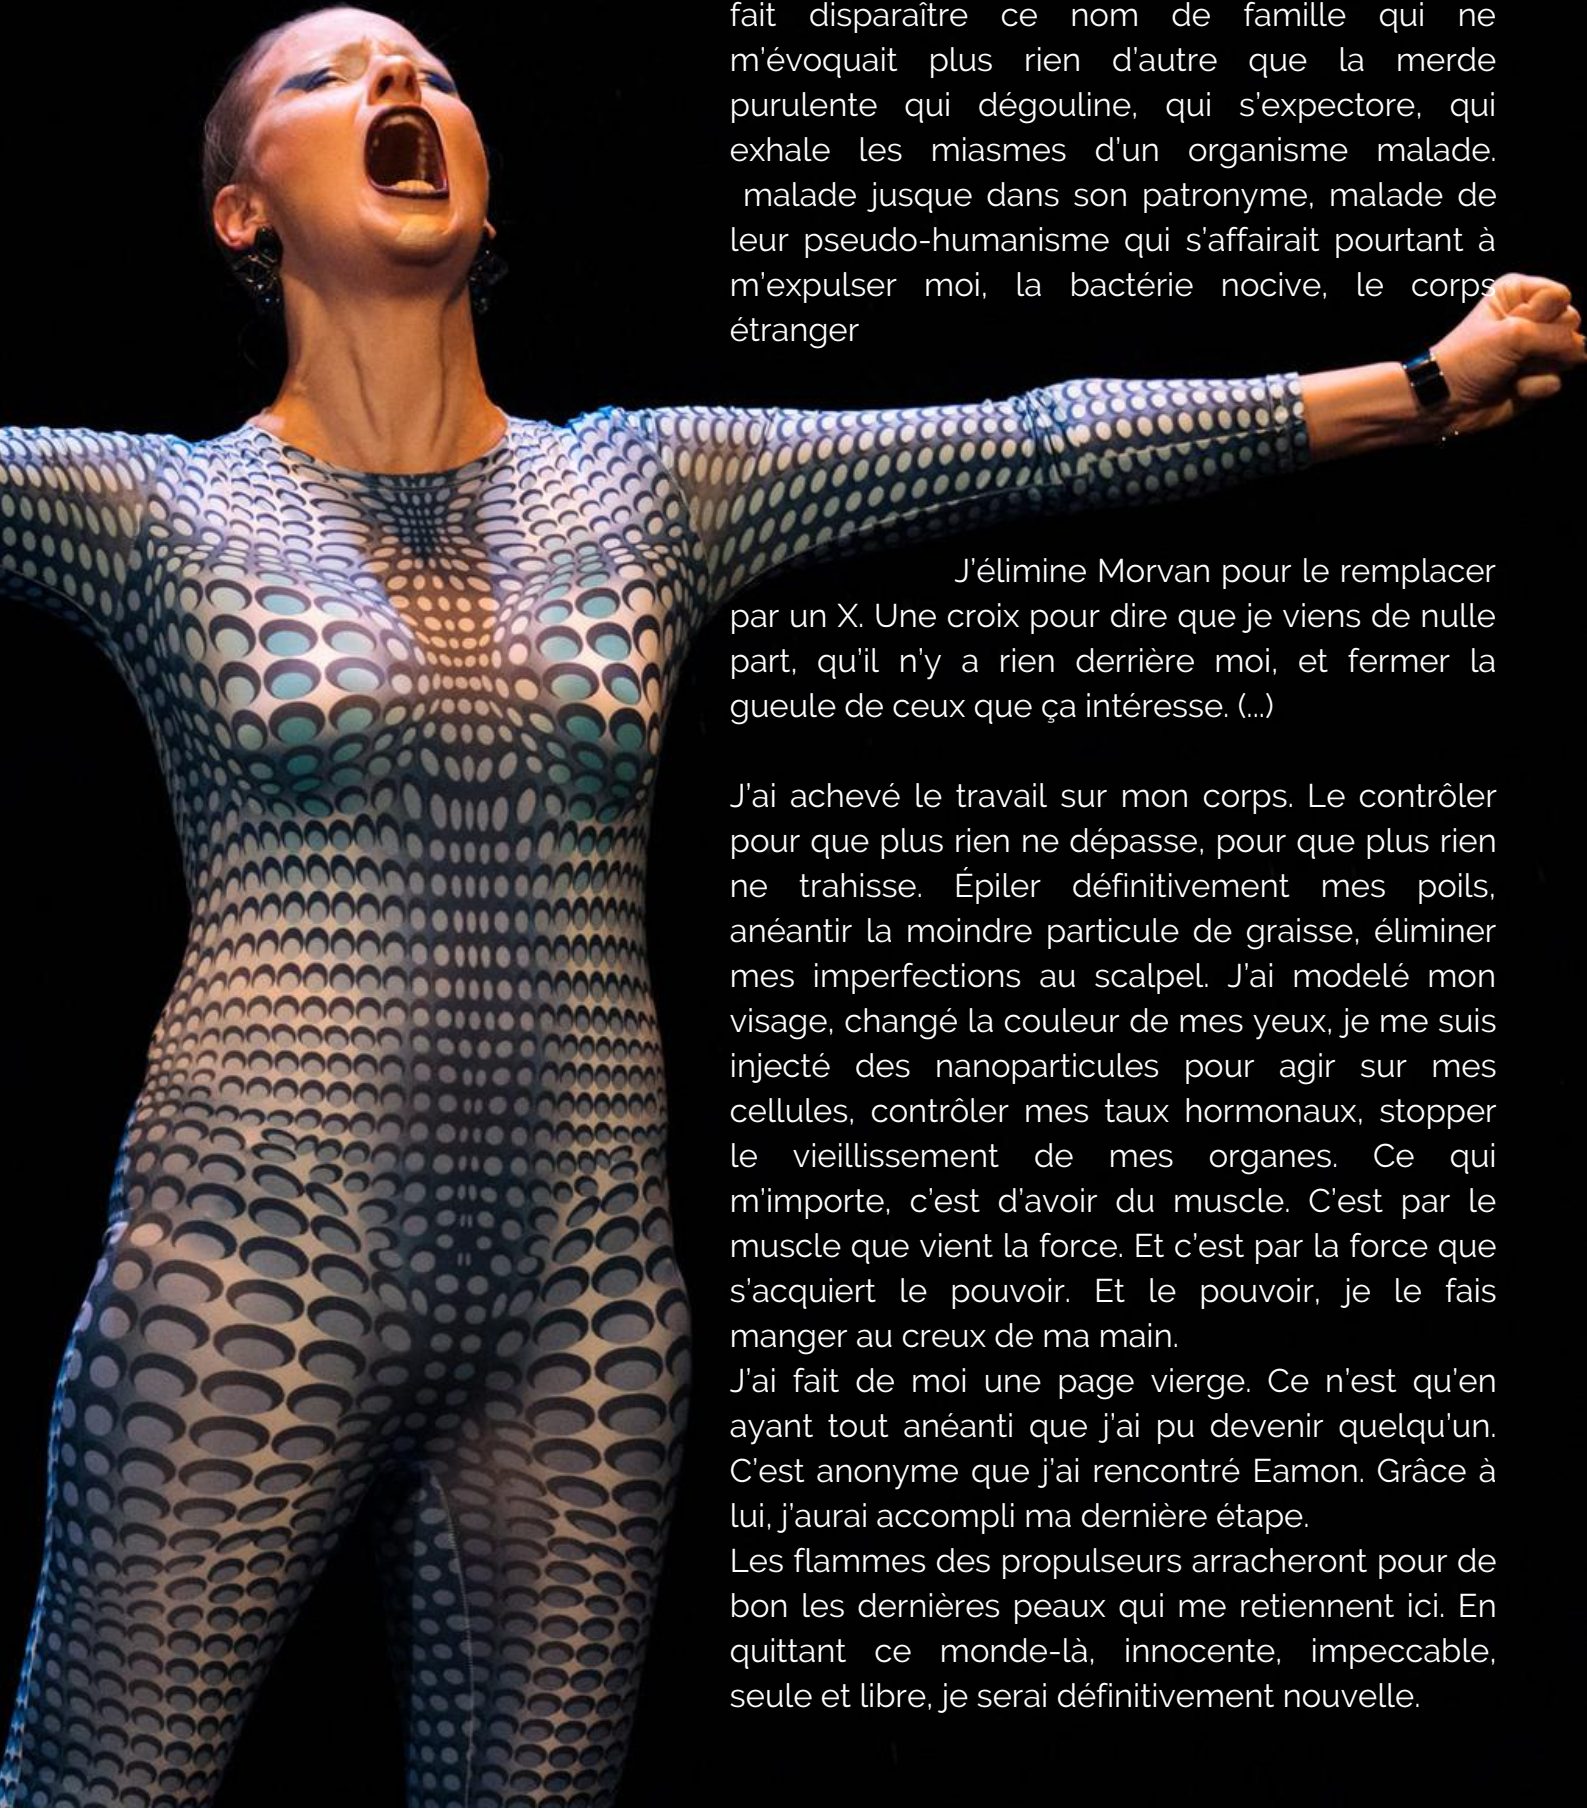 fait disparaître ce nom de famille qui ne
m’évoquait plus rien d’autre que la merde
purulente qui dégouline, qui s’expectore, qui
exhale les miasmes d’un organisme malade.
malade jusque dans son patronyme, malade de
leur pseudo-humanisme qui s’affairait pourtant à
m’expulser moi, la bactérie nocive, le corps
étranger
J’élimine Morvan pour le remplacer
par un X. Une croix pour dire que je viens de nulle
part, qu’il n’y a rien derrière moi, et fermer la
gueule de ceux que ça intéresse. (...)
J’ai achevé le travail sur mon corps. Le contrôler
pour que plus rien ne dépasse, pour que plus rien
ne trahisse. Épiler définitivement mes poils,
anéantir la moindre particule de graisse, éliminer
mes imperfections au scalpel. J’ai modelé mon
visage, changé la couleur de mes yeux, je me suis
injecté des nanoparticules pour agir sur mes
cellules, contrôler mes taux hormonaux, stopper
le vieillissement de mes organes. Ce qui
m’importe, c’est d’avoir du muscle. C’est par le
muscle que vient la force. Et c’est par la force que
s’acquiert le pouvoir. Et le pouvoir, je le fais
manger au creux de ma main.
J’ai fait de moi une page vierge. Ce n’est qu’en
ayant tout anéanti que j’ai pu devenir quelqu’un.
C’est anonyme que j’ai rencontré Eamon. Grâce à
lui, j’aurai accompli ma dernière étape.
Les flammes des propulseurs arracheront pour de
bon les dernières peaux qui me retiennent ici. En
quittant ce monde-là, innocente, impeccable,
seule et libre, je serai définitivement nouvelle.